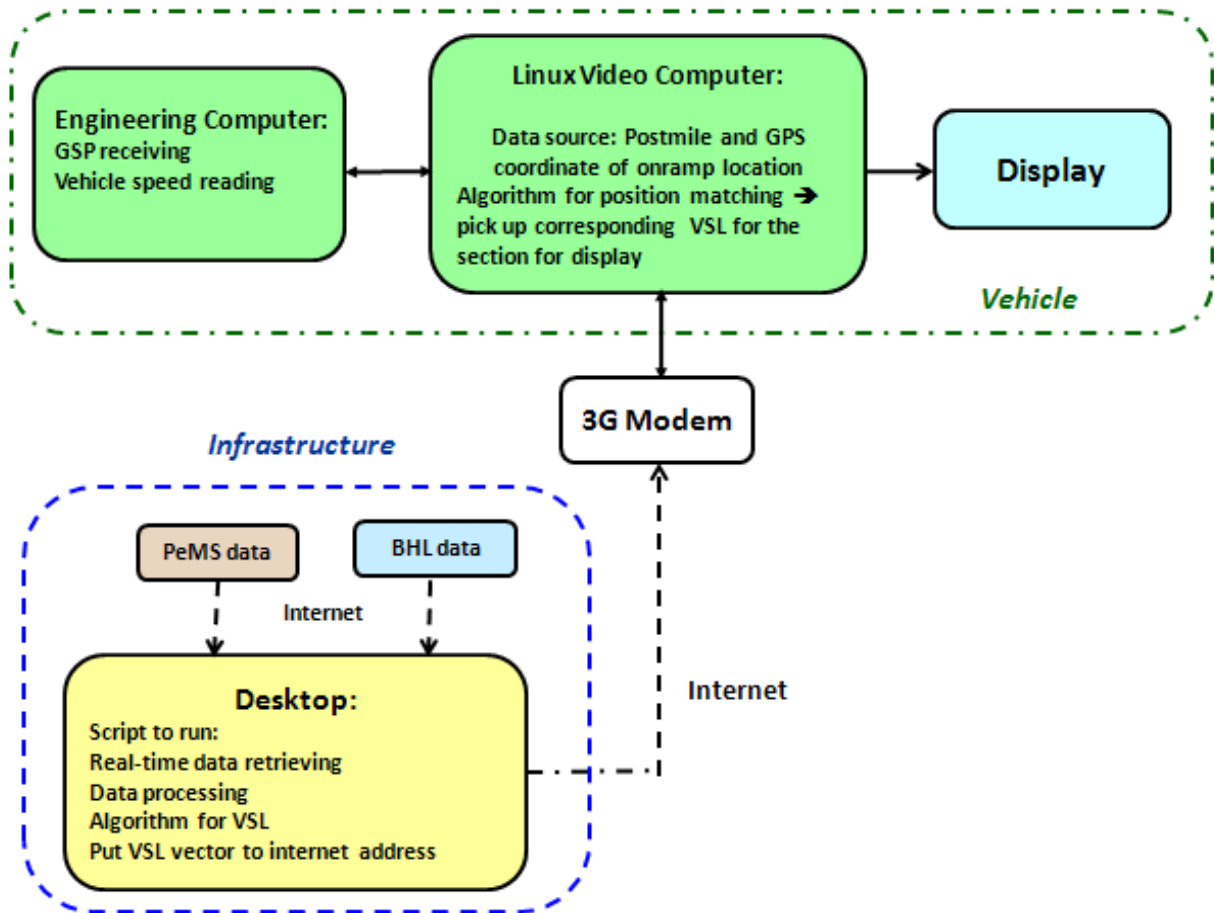 Engineering Computer:
GSP receiving
Vehicle speed reading
Linux Video Computer:
Data source: Postmile and GPS
coordinate of onramp location
Algorithm for position matching ➔
pick up corresponding VSL for the
section for display
Display
Vehicle
3G Modem
Infrastructure
PeMS data
BHL data
Internet
Desktop:
Script to run:
Real-time data retrieving
Data processing
Algorithm for VSL
Put VSL vector to internet address
Internet